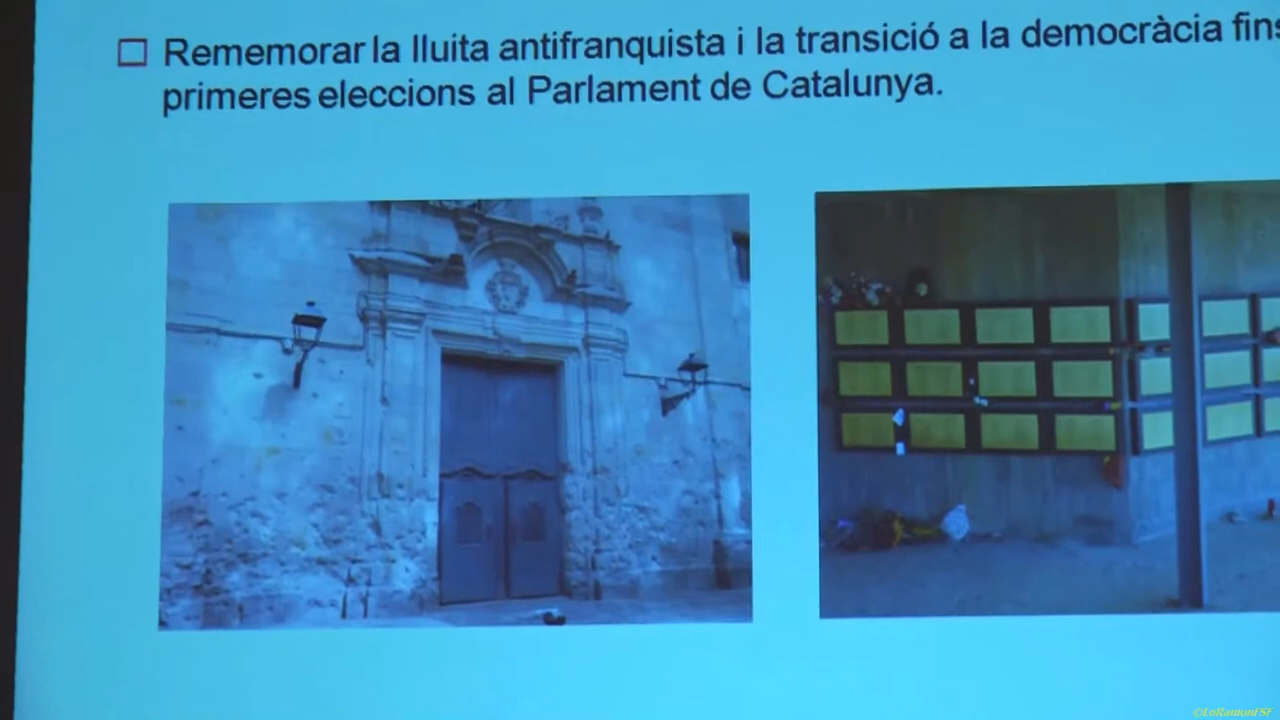 Rememorar la lluita antifranquista i la transició a la democràcia fins
primeres eleccions al Parlament de Catalunya.
©LoRamonFSF